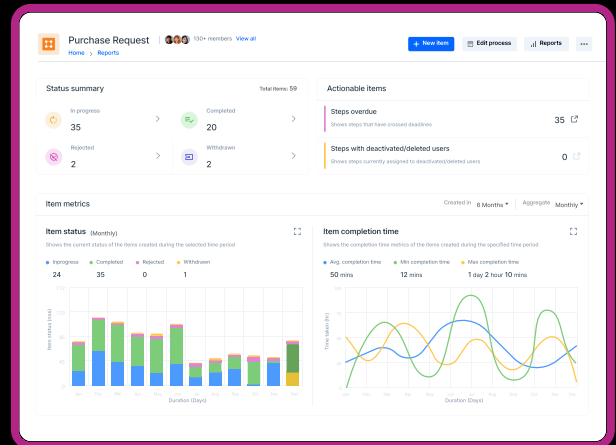 Purchase Request
130+ members View all
Home > Reports
+ New item
Edit process
Reports
Status summary
Total items: 59
In progress
35
Completed
20
Rejected
2
Withdrawn
2
Actionable items
Steps overdue
Shows steps that have crossed deadlines
35
Steps with deactivated/deleted users
Shows steps currently assigned to deactivated/deleted users
0
Item metrics
Created in 6 Months
Aggregate Monthly
Item status (Monthly)
Shows the current status of the items created during the selected time period
Inprogress
24
Completed
35
Rejected
0
Withdrawn
1
Item status (nos)
Duration (Days)
Item completion time
Shows the completion time metrics of the items created during the specified time period
Avg. completion time
50 mins
Min completion time
12 mins
Max completion time
1 day 2 hour 10 mins
Time taken (hr)
Duration (Days)